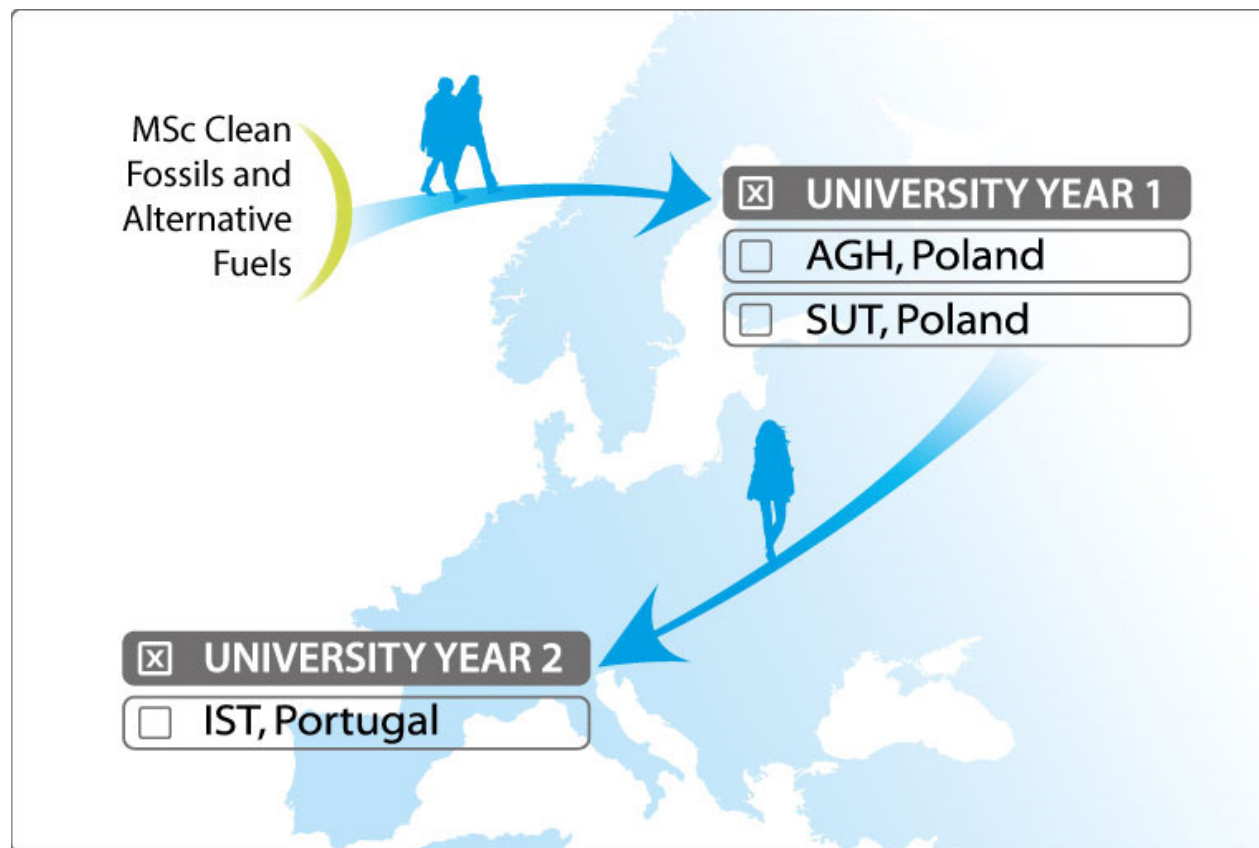 MSc Clean
Fossils and
Alternative
Fuels
UNIVERSITY YEAR 1
AGH, Poland
SUT, Poland
UNIVERSITY YEAR 2
IST, Portugal